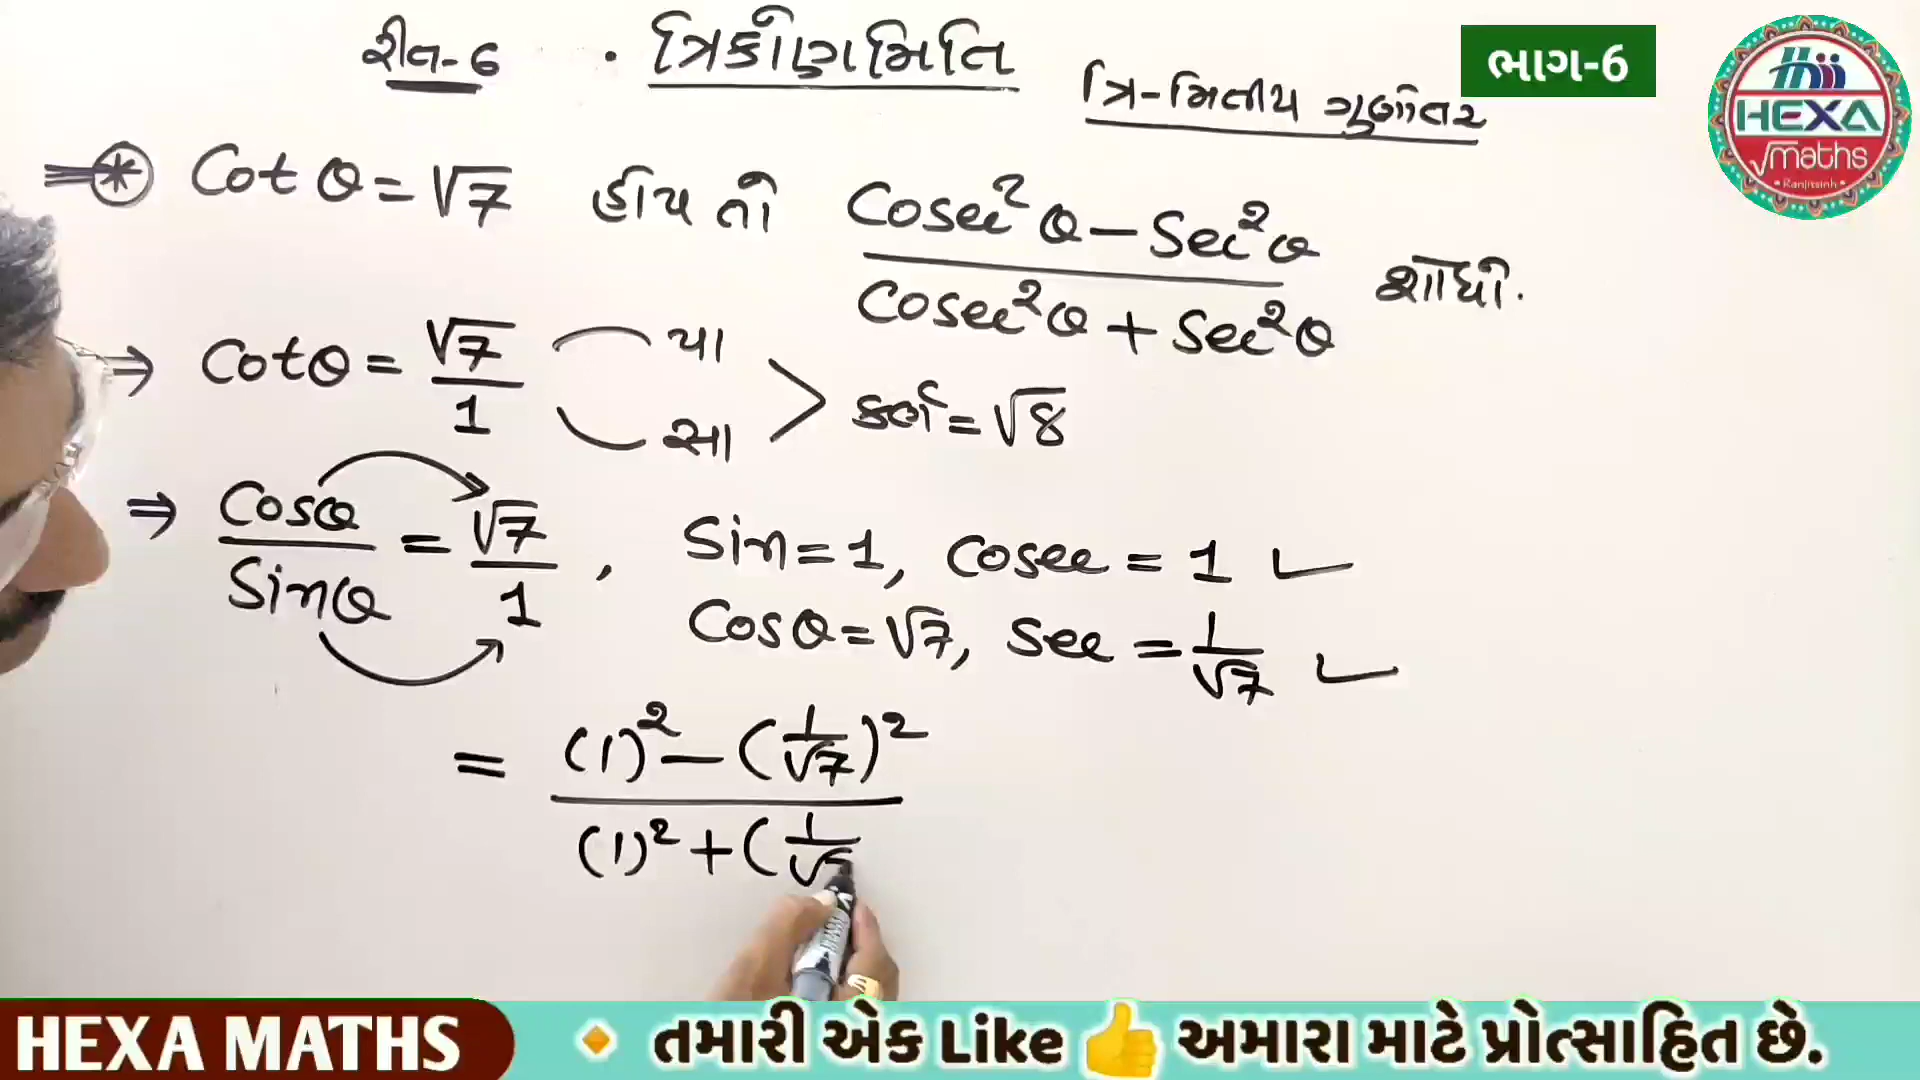 રીત-6 . ત્રિકોણમિતિ
ત્રિ-મિતીય ગુણોત્તર
ભાગ-6
HEXA
√maths
• Ranjitsinh •
⇒ * Cot θ = √7 હોય તો (Cosec²θ - Sec²θ)/(Cosec²θ + Sec²θ) શોધો.
⇒ Cotθ = √7/1 પા સા > કર્ણ = √8
⇒ Cosθ/Sinθ = √7/1 , Sin = 1, Cosec = 1 ✓
Cosθ = √7, Sec = 1/√7 ✓
= (1)² - (1/√7)²
(1)² + (1/√7
HEXA MATHS 🔸 તમારી એક Like 👍 અમારા માટે પ્રોત્સાહિત છે.